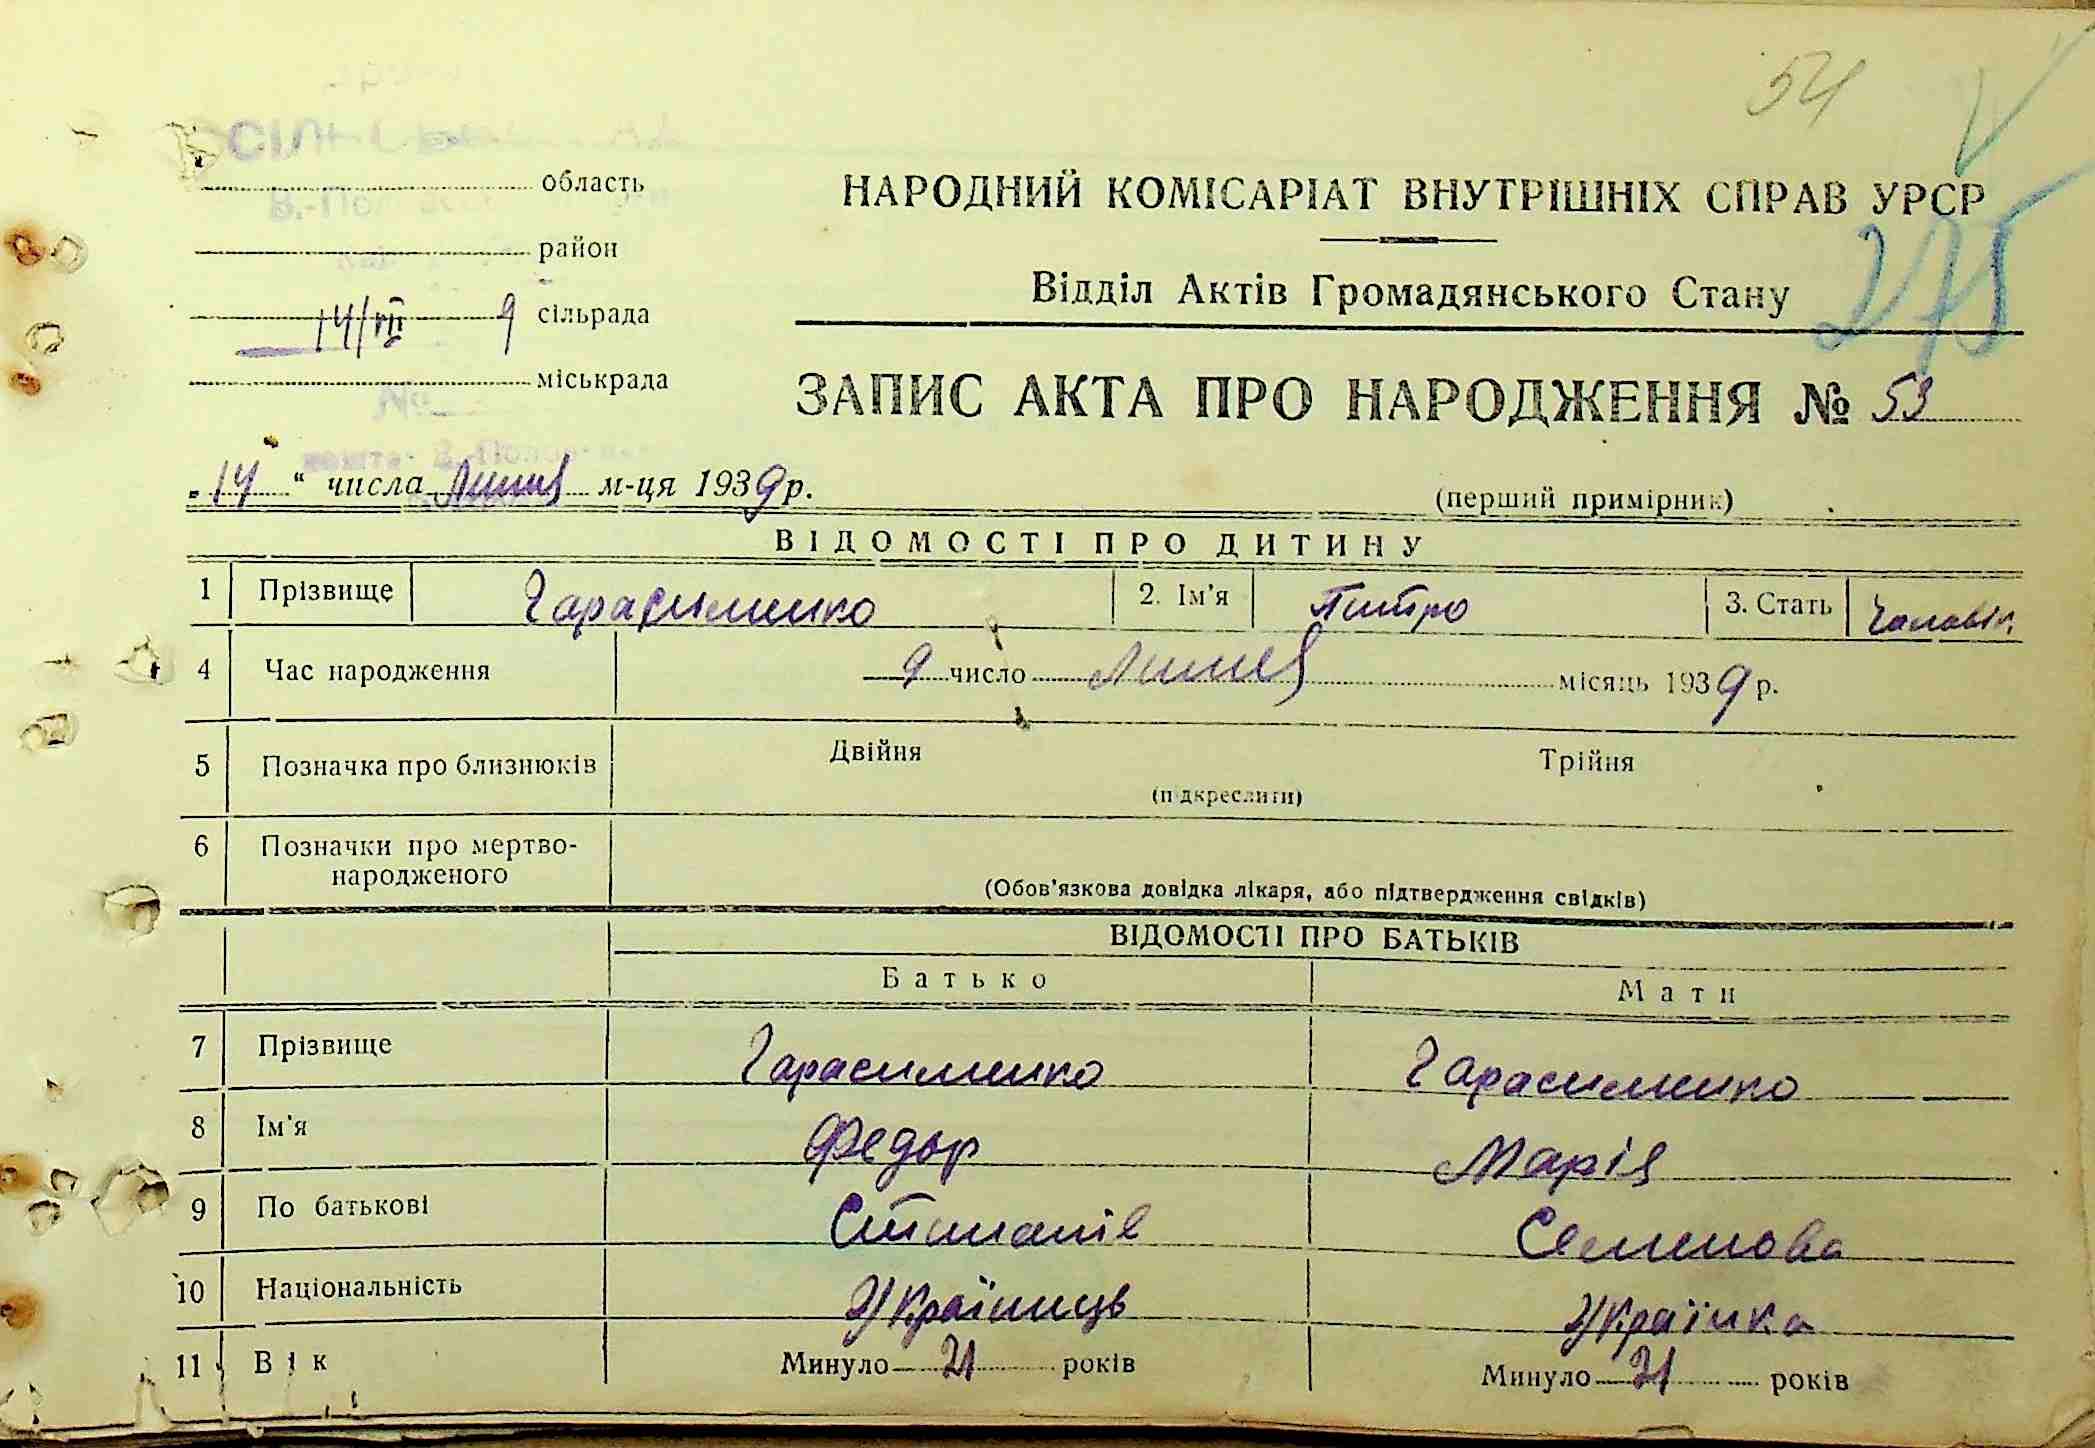 54
область
НАРОДНИЙ КОМІСАРІАТ ВНУТРІШНІХ СПРАВ УРСР
район
275
Відділ Актів Громадянського Стану
14/VII 9 сільрада
міськрада
ЗАПИС АКТА ПРО НАРОДЖЕННЯ № 53
„14“ числа Липня м-ця 1939 р.
(перший примірник)
ВІДОМОСТІ ПРО ДИТИНУ
1 Прізвище Гарасименко 2. Ім'я Питро 3. Стать Чоловіч.
4 Час народження 9 число Липня місяць 1939 р.
5 Позначка про близнюків Двійня Трійня
(підкреслити)
6 Позначки про мертво-
народженого
(Обов'язкова довідка лікаря, або підтвердження свідків)
ВІДОМОСТІ ПРО БАТЬКІВ
Батько Мати
7 Прізвище Гарасименко Гарасименко
8 Ім'я Федор Марія
9 По батькові Степанів Семенова
10 Національність Українець Українка
11 Вік Минуло 21 років Минуло 21 років